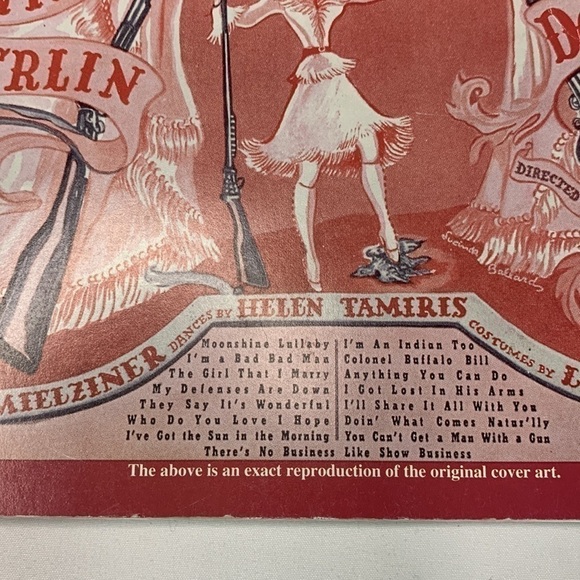 ERLIN
D
DIRECTED
Lucinda Ballard
MIELZINER DANCES BY HELEN TAMIRIS COSTUMES BY L
Moonshine Lullaby
I'm a Bad Bad Man
The Girl That I Marry
My Defenses Are Down
They Say It's Wonderful
Who Do You Love I Hope
I've Got the Sun in the Morning
I'm An Indian Too
Colonel Buffalo Bill
Anything You Can Do
I Got Lost In His Arms
I'll Share It All With You
Doin' What Comes Natur'lly
You Can't Get a Man With a Gun
There's No Business Like Show Business
The above is an exact reproduction of the original cover art.